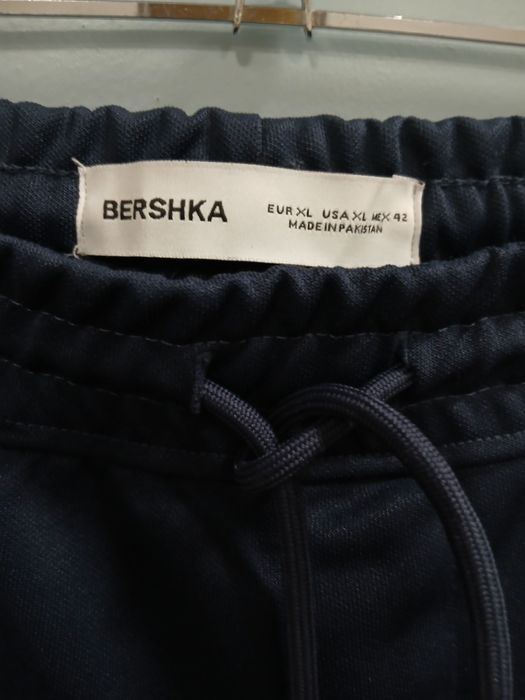 BERSHKA
EUR XL USA XL MEX 42
MADE IN PAKISTAN